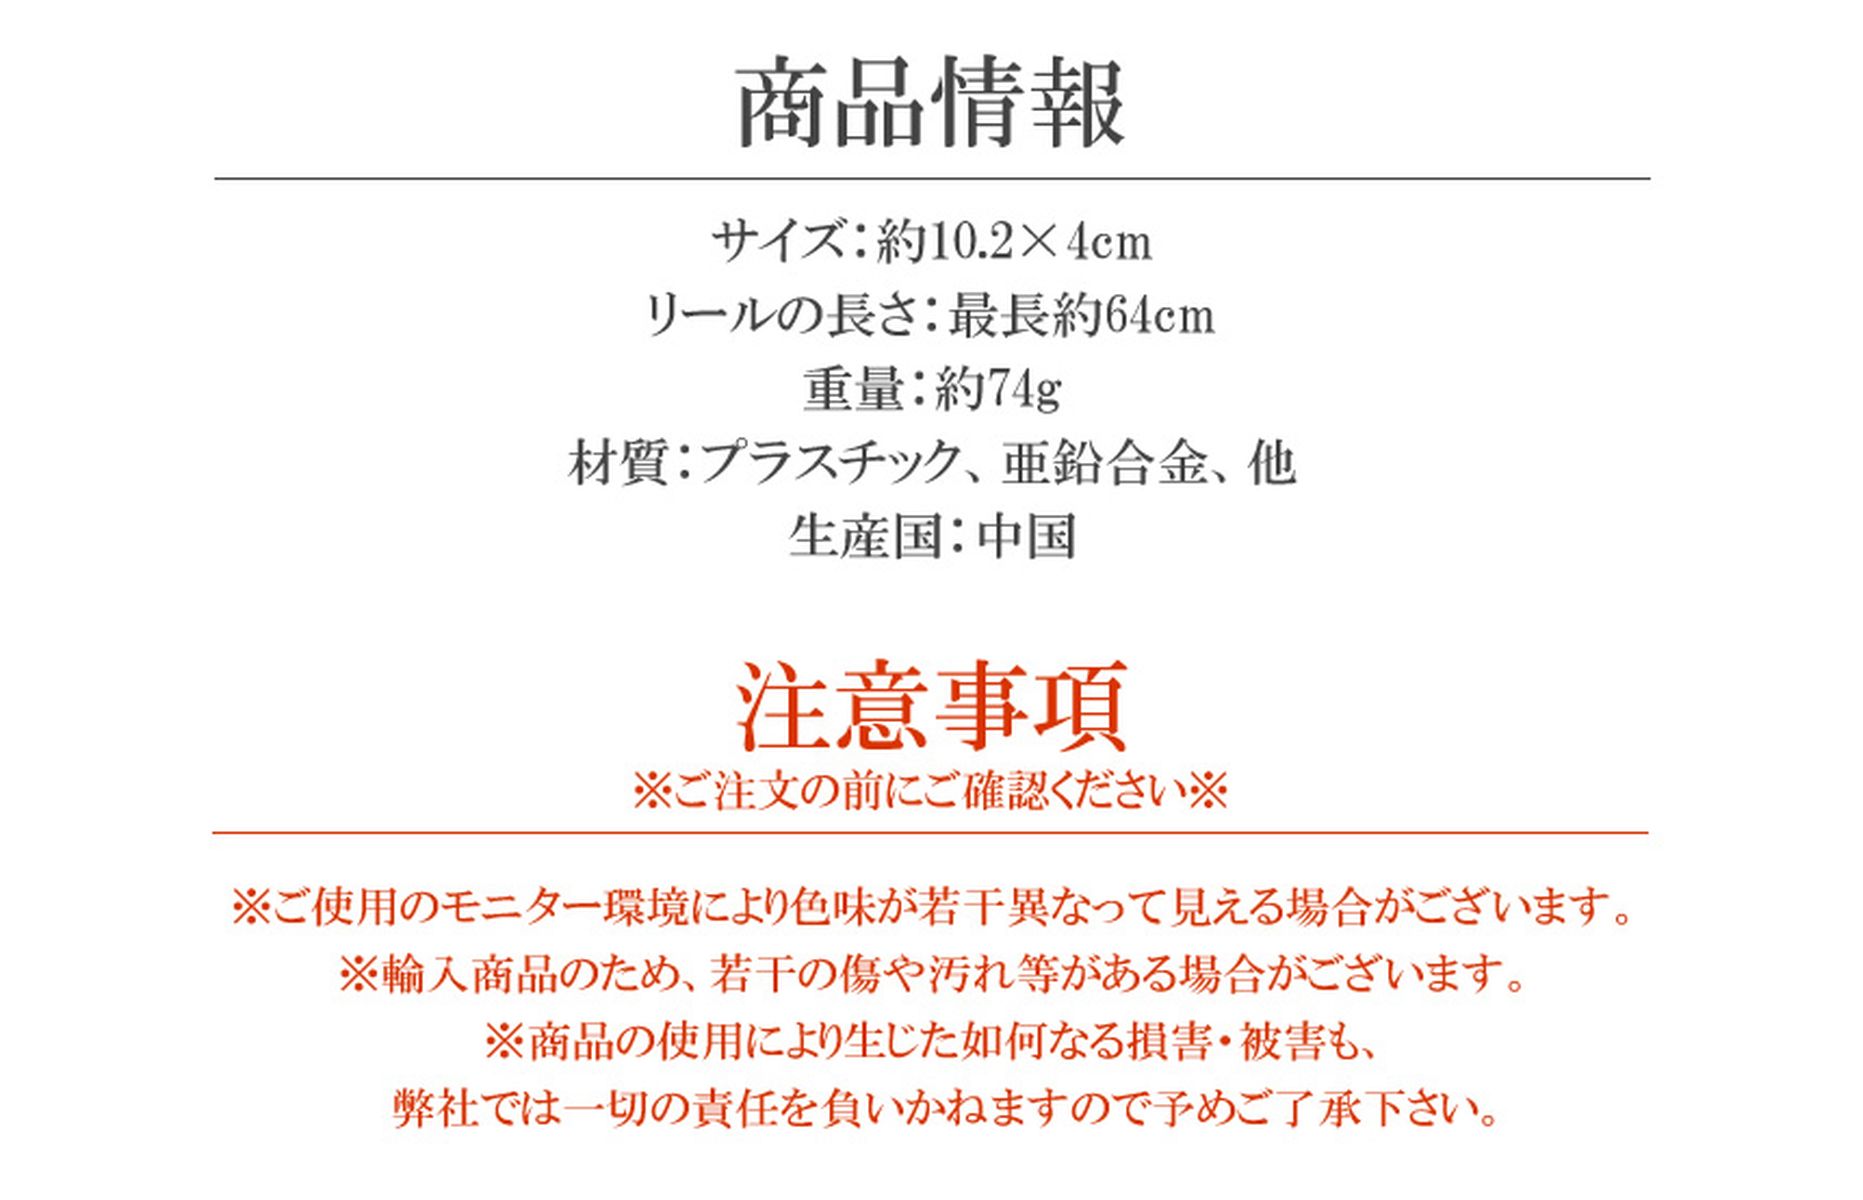 商品情報
サイズ：約10.2×4cm
リールの長さ：最長約64cm
重量：約74g
材質：プラスチック、亜鉛合金、他
生産国：中国
注意事項
※ご注文の前にご確認ください※
※ご使用のモニター環境により色味が若干異なって見える場合がございます。
※輸入商品のため、若干の傷や汚れ等がある場合がございます。
※商品の使用により生じた如何なる損害・被害も、
弊社では一切の責任を負いかねますので予めご了承下さい。